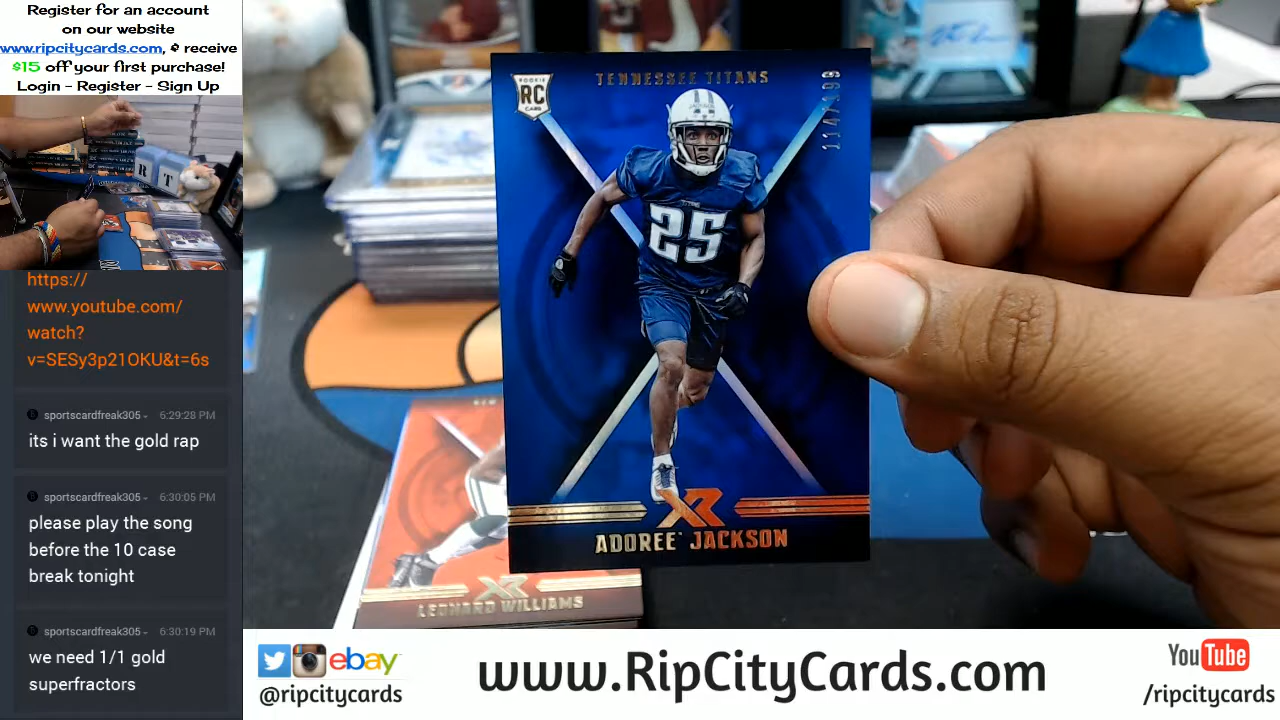 Register for an account
on our website
www.ripcitycards.com, & receive
$15 off your first purchase!
Login - Register - Sign Up
R T
https://
www.youtube.com/
watch?
v=SESy3p21OKU&t=6s
sportscardfreak305 6:29:28 PM
its i want the gold rap
sportscardfreak305 6:30:05 PM
please play the song
before the 10 case
break tonight
sportscardfreak305 6:30:19 PM
we need 1/1 gold
superfractors
ROOKIE
RC
CARD
TENNESSEE TITANS
114/199
25
XR
ADOREE' JACKSON
XR
LEONARD WILLIAMS
ebay
@ripcitycards
www.RipCityCards.com
YouTube
/ripcitycards